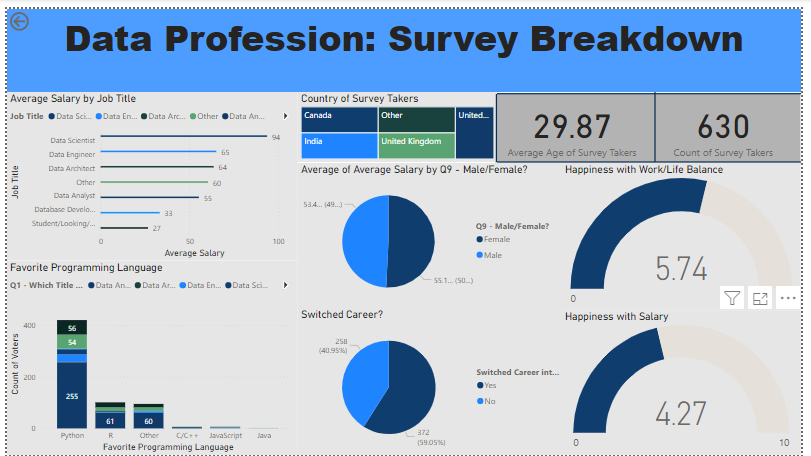 Data Profession: Survey Breakdown
Average Salary by Job Title
Job Title Data Sci... Data En... Data Arc... Other Data An...
Data Scientist 94
Data Engineer 65
Data Architect 64
Other 60
Data Analyst 55
Database Develo... 33
Student/Looking/... 27
Job Title
0 50 100
Average Salary
Country of Survey Takers
Canada Other United...
India United Kingdom
29.87
Average Age of Survey Takers
630
Count of Survey Takers
Average of Average Salary by Q9 - Male/Female?
53.4... (49...)
55.1... (50...)
Q9 - Male/Female?
Female
Male
Happiness with Work/Life Balance
5.74
0
Favorite Programming Language
Q1 - Which Title ... Data An... Data Ar... Data En... Data Sci...
Count of Voters
400
200
0
56
54
255
61
60
Python R Other C/C++ JavaScript Java
Favorite Programming Language
Switched Career?
258
(40.95%)
372
(59.05%)
Switched Career int...
Yes
No
Happiness with Salary
4.27
0 10